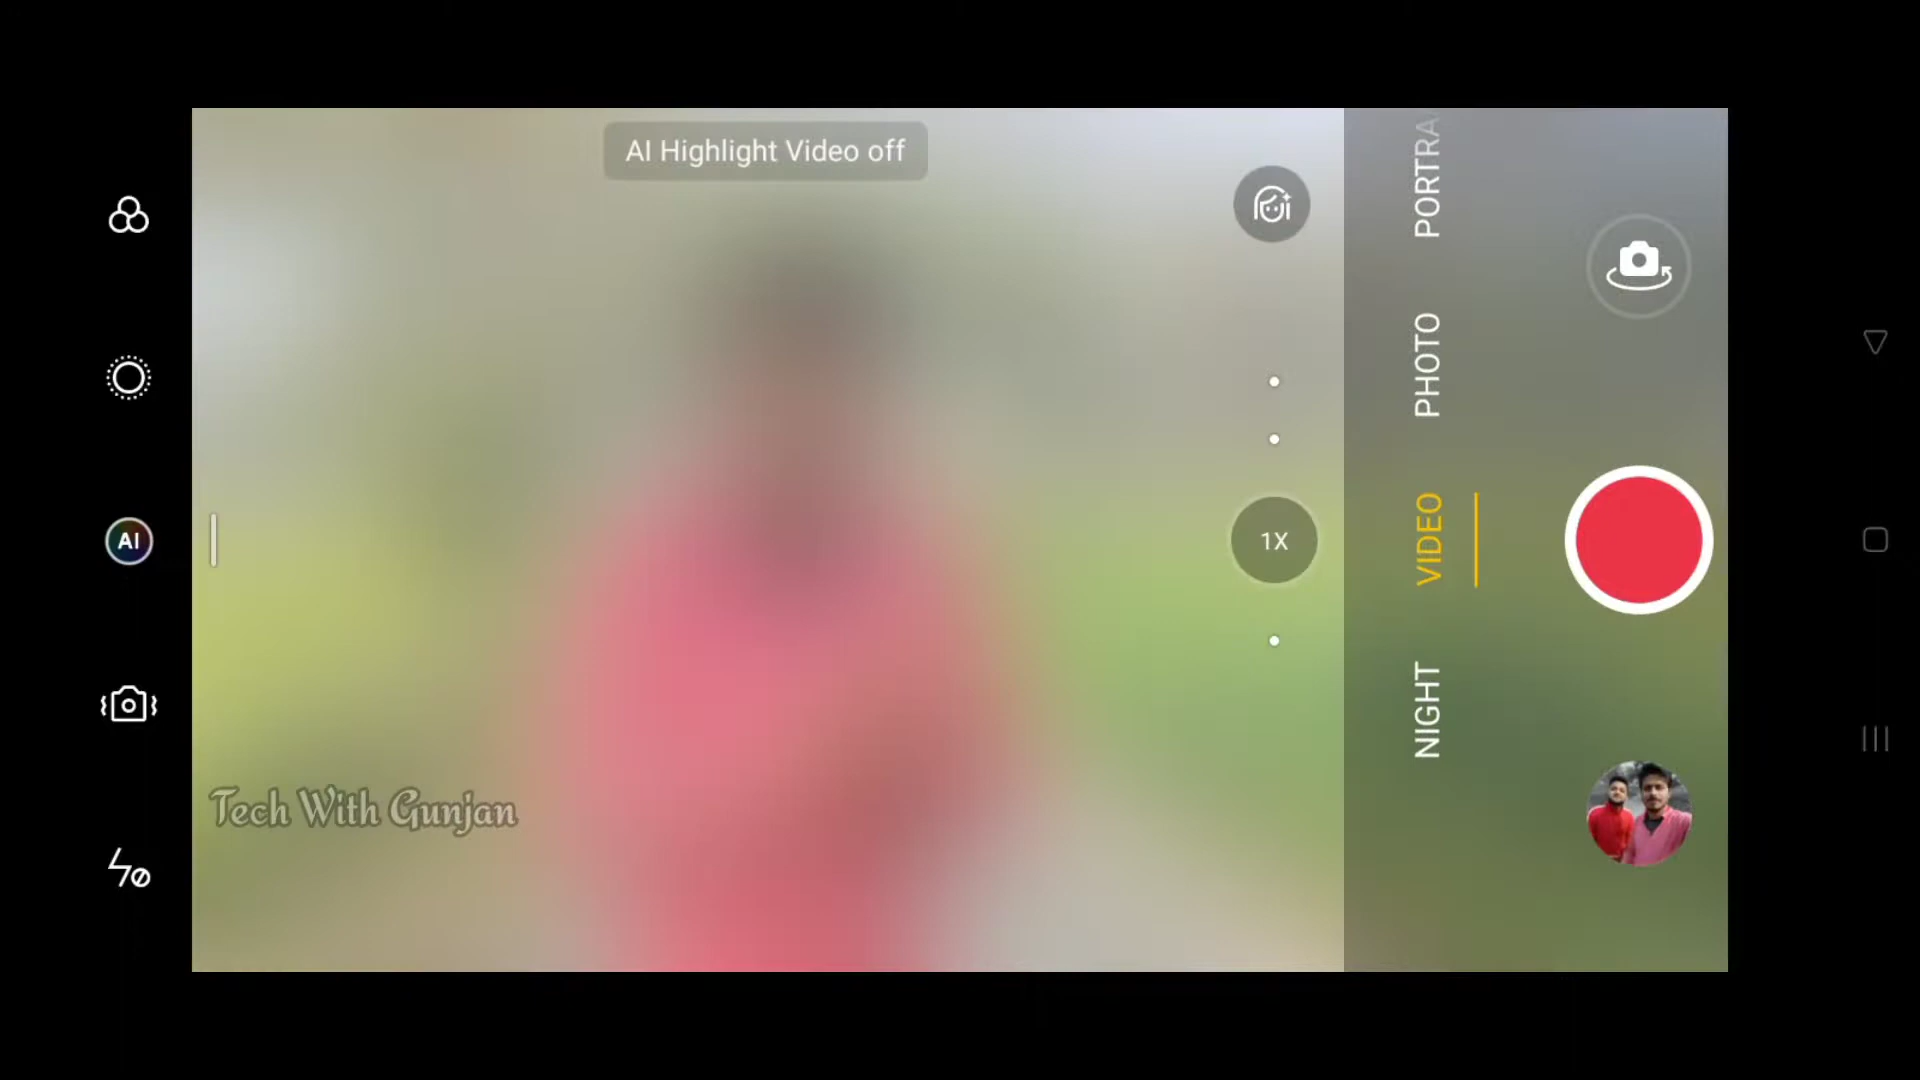 AI Highlight Video off
AI
1X
PORTRA
PHOTO
VIDEO
NIGHT
Tech With Gunjan